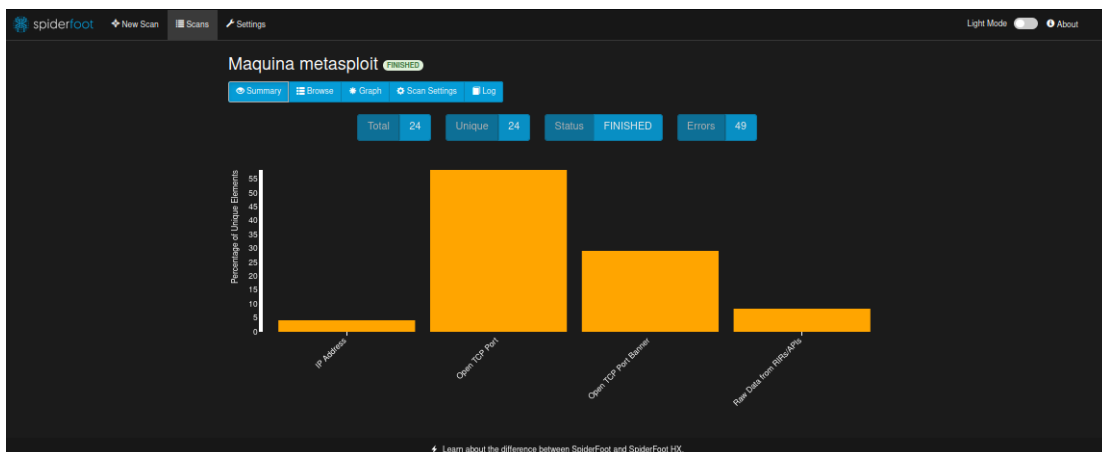 spiderfoot New Scan Scans Settings Light Mode About
Maquina metasploit FINISHED
Summary Browse Graph Scan Settings Log
Total 24 Unique 24 Status FINISHED Errors 49
Percentage of Unique Elements
55
50
45
40
35
30
25
20
15
10
5
0
IP Address
Open TCP Port
Open TCP Port Banner
Raw Data from RIRs/APIs
Learn about the difference between SpiderFoot and SpiderFoot HX.